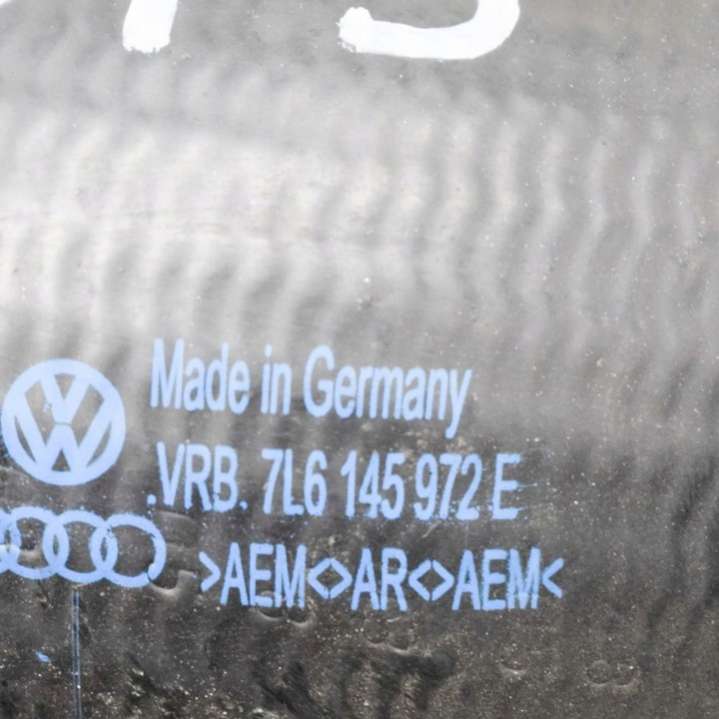 Made in Germany
.VRB. 7L6 145 972 E
>AEM<>AR<>AEM<